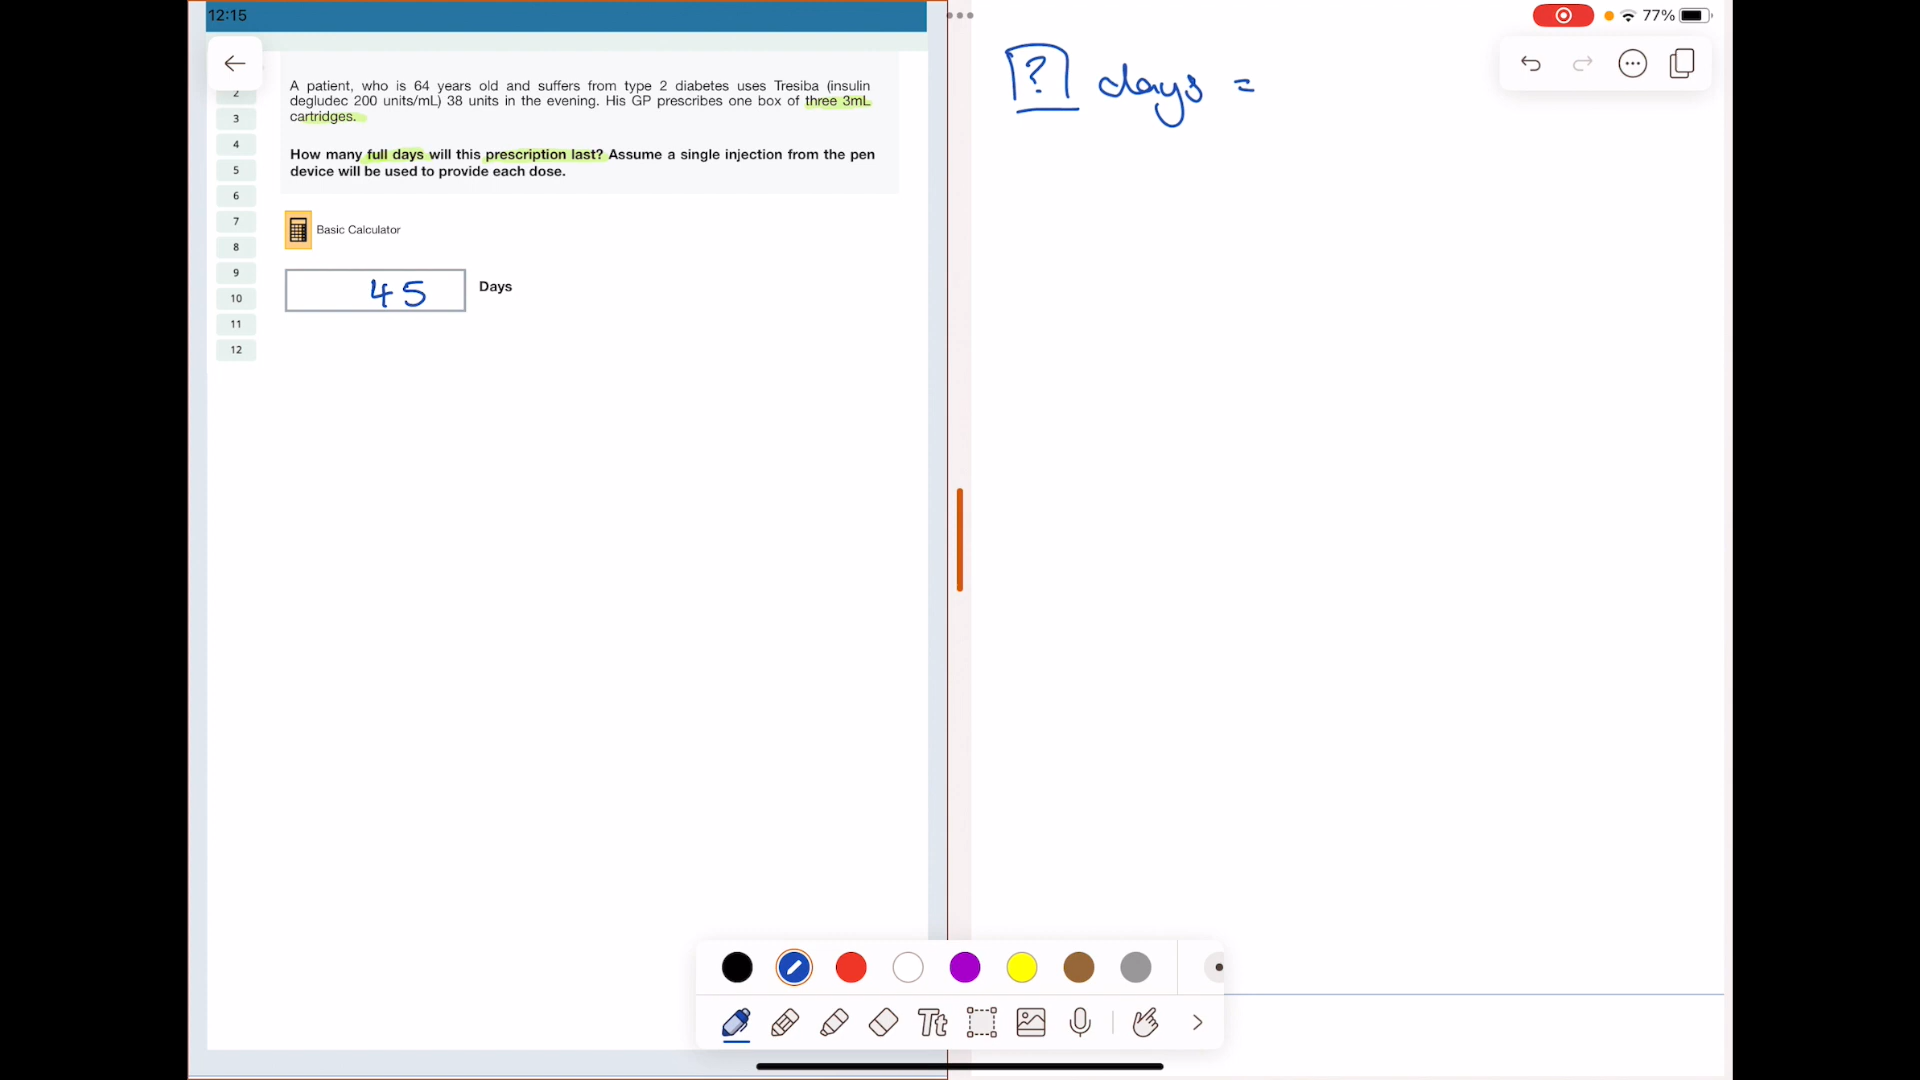 12:15
77%
2
3
4
5
6
7
8
9
10
11
12
A patient, who is 64 years old and suffers from type 2 diabetes uses Tresiba (insulin
degludec 200 units/mL) 38 units in the evening. His GP prescribes one box of three 3mL
cartridges.
How many full days will this prescription last? Assume a single injection from the pen
device will be used to provide each dose.
Basic Calculator
45 Days
? days =
Tt